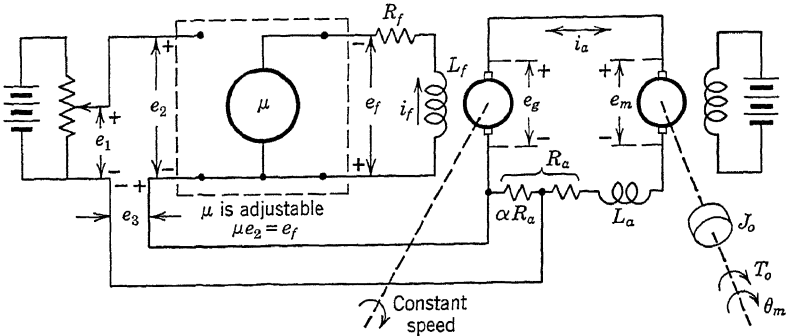 R_f
i_a
L_f
+
−
+
+
e_2
μ
e_f
i_f
e_g
e_m
+
e_1
−
−
+
−
−
−
+
e_3
μ is adjustable
μe_2 = e_f
R_a
αR_a
L_a
J_o
T_o
θ_m
Constant
speed